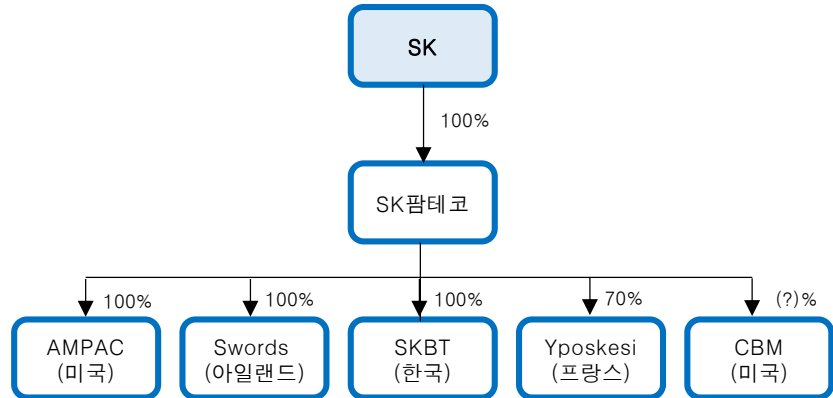 SK
100%
SK팜테코
100%
100%
100%
70%
(?)%
AMPAC
(미국)
Swords
(아일랜드)
SKBT
(한국)
Yposkesi
(프랑스)
CBM
(미국)